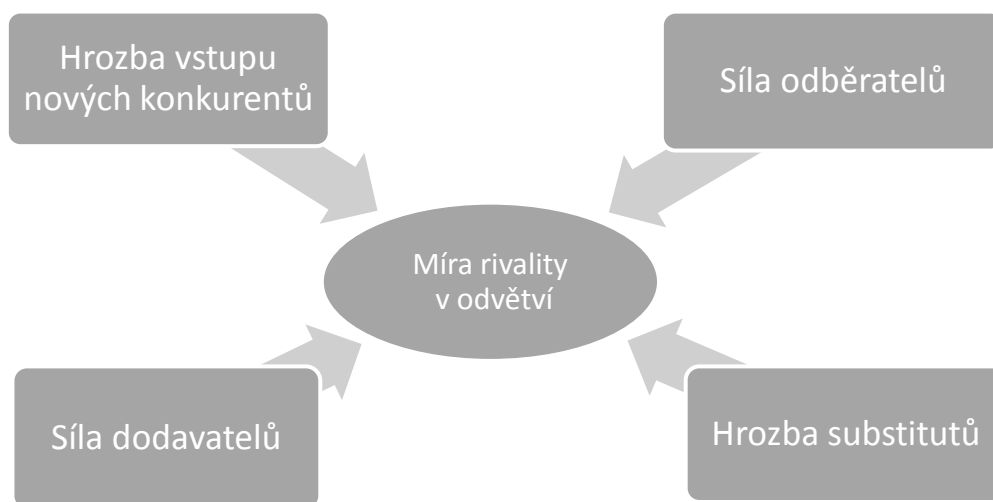 Hrozba vstupu
nových konkurentů
Síla odběratelů
Míra rivality
v odvětví
Síla dodavatelů
Hrozba substitutů